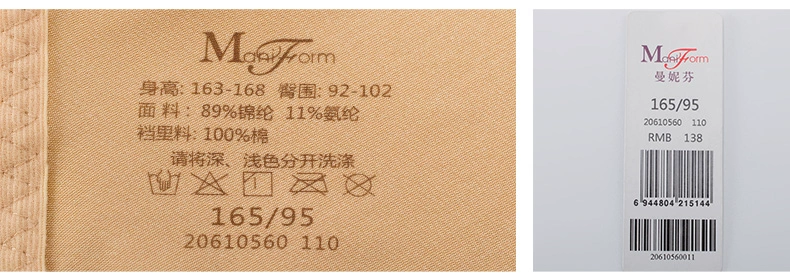 ManiForm
身高: 163-168 臀围: 92-102
面 料: 89%锦纶 11%氨纶
裆里料: 100%棉
请将深、浅色分开洗涤
165/95
20610560 110
ManiForm
曼妮芬
165/95
20610560 110
RMB 138
6 944804 215144
20610560011